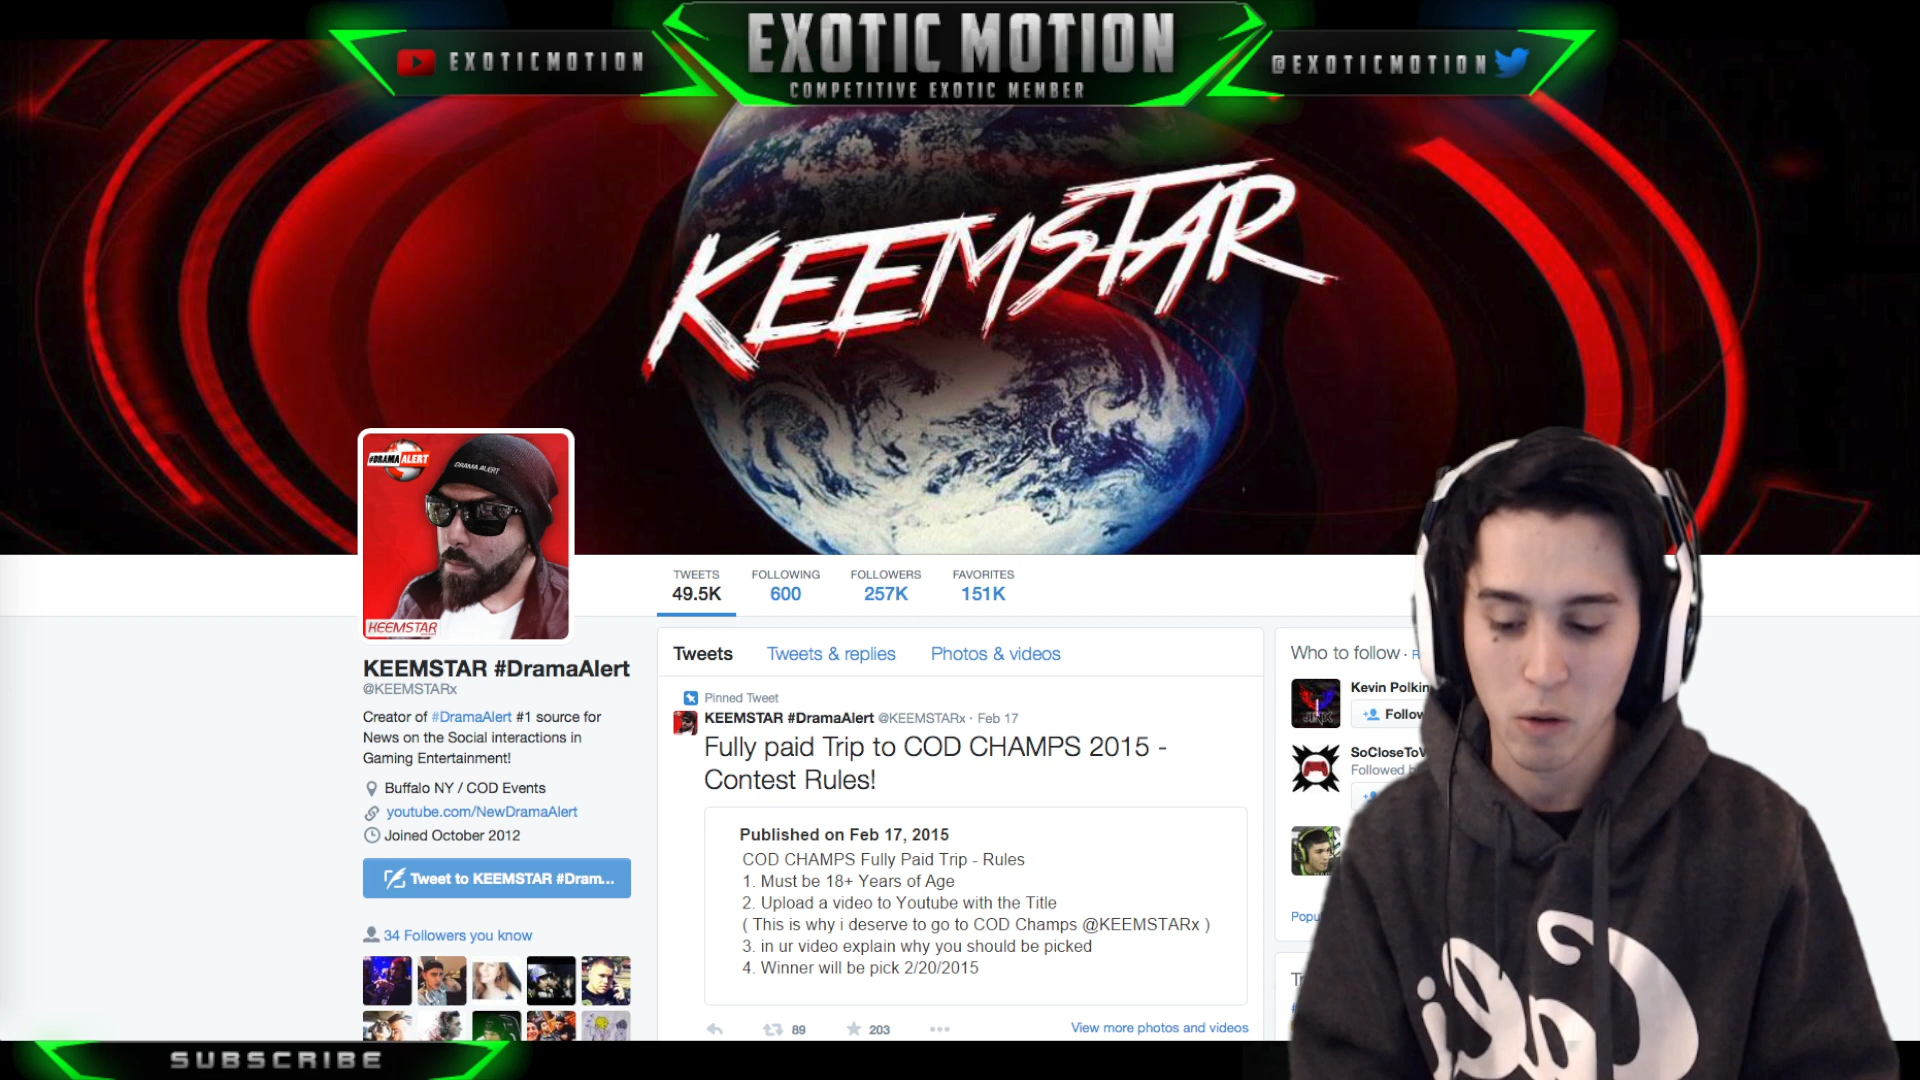 EXOTICMOTION
EXOTIC MOTION
COMPETITIVE EXOTIC MEMBER
@EXOTICMOTION
KEEMSTAR
#DRAMA ALERT
DRAMA ALERT
KEEMSTAR
TWEETS
49.5K
FOLLOWING
600
FOLLOWERS
257K
FAVORITES
151K
KEEMSTAR #DramaAlert
@KEEMSTARx
Creator of #DramaAlert #1 source for
News on the Social interactions in
Gaming Entertainment!
Buffalo NY / COD Events
youtube.com/NewDramaAlert
Joined October 2012
Tweet to KEEMSTAR #Dram...
34 Followers you know
Tweets
Tweets & replies
Photos & videos
Pinned Tweet
KEEMSTAR #DramaAlert @KEEMSTARx · Feb 17
Fully paid Trip to COD CHAMPS 2015 -
Contest Rules!
Published on Feb 17, 2015
COD CHAMPS Fully Paid Trip - Rules
1. Must be 18+ Years of Age
2. Upload a video to Youtube with the Title
( This is why i deserve to go to COD Champs @KEEMSTARx )
3. in ur video explain why you should be picked
4. Winner will be pick 2/20/2015
89
203
View more photos and videos
Who to follow · R
Kevin Polkin
Follow
SoCloseToV
Followed b
Popu
SUBSCRIBE